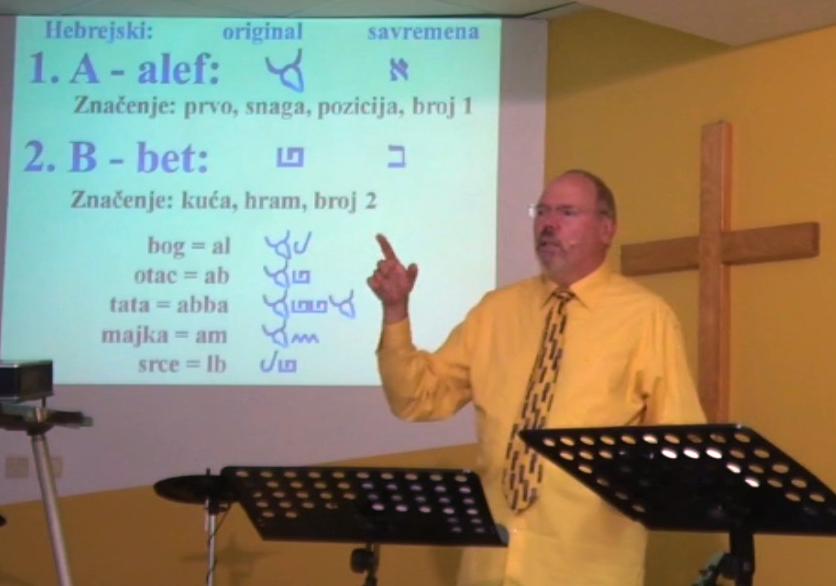 Hebrejski: original savremena
1. A - alef: א
Značenje: prvo, snaga, pozicija, broj 1
2. B - bet: ב
Značenje: kuća, hram, broj 2
bog = al
otac = ab
tata = abba
majka = am
srce = lb